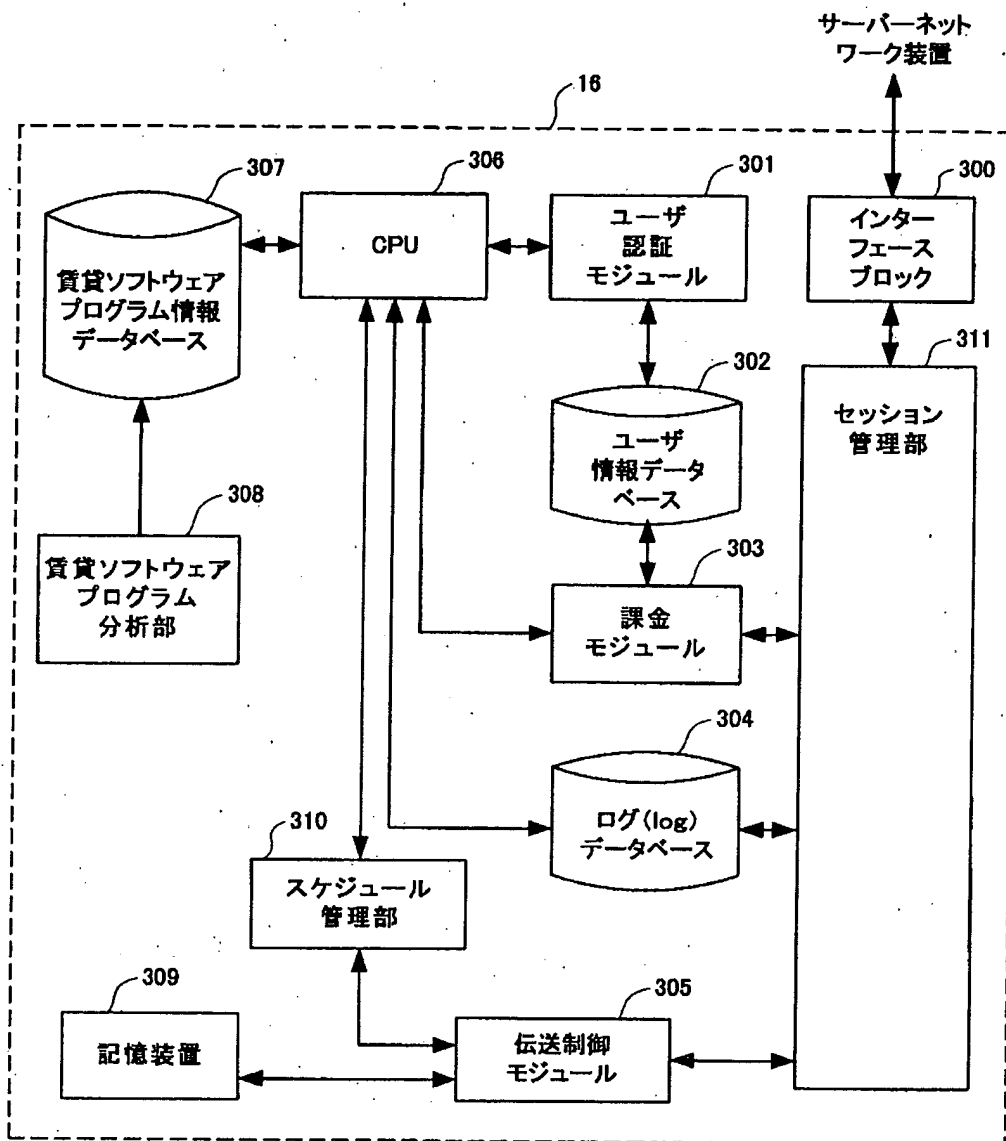 サーバーネット
ワーク装置
16
307
306
301
300
賃貸ソフトウェア
プログラム情報
データベース
CPU
ユーザ
認証
モジュール
インター
フェース
ブロック
302
311
ユーザ
情報データ
ベース
セッション
管理部
308
賃貸ソフトウェア
プログラム
分析部
303
課金
モジュール
304
ログ(log)
データベース
310
スケジュール
管理部
309
記憶装置
305
伝送制御
モジュール